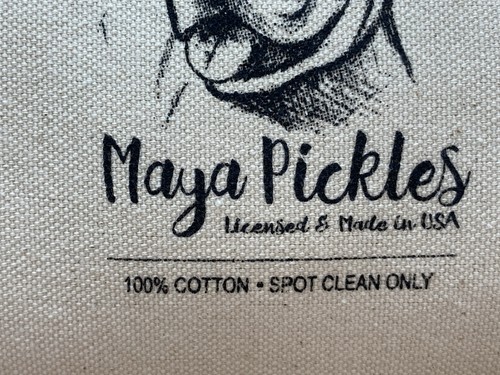 Maya Pickles
Licensed & Made in USA
100% COTTON • SPOT CLEAN ONLY